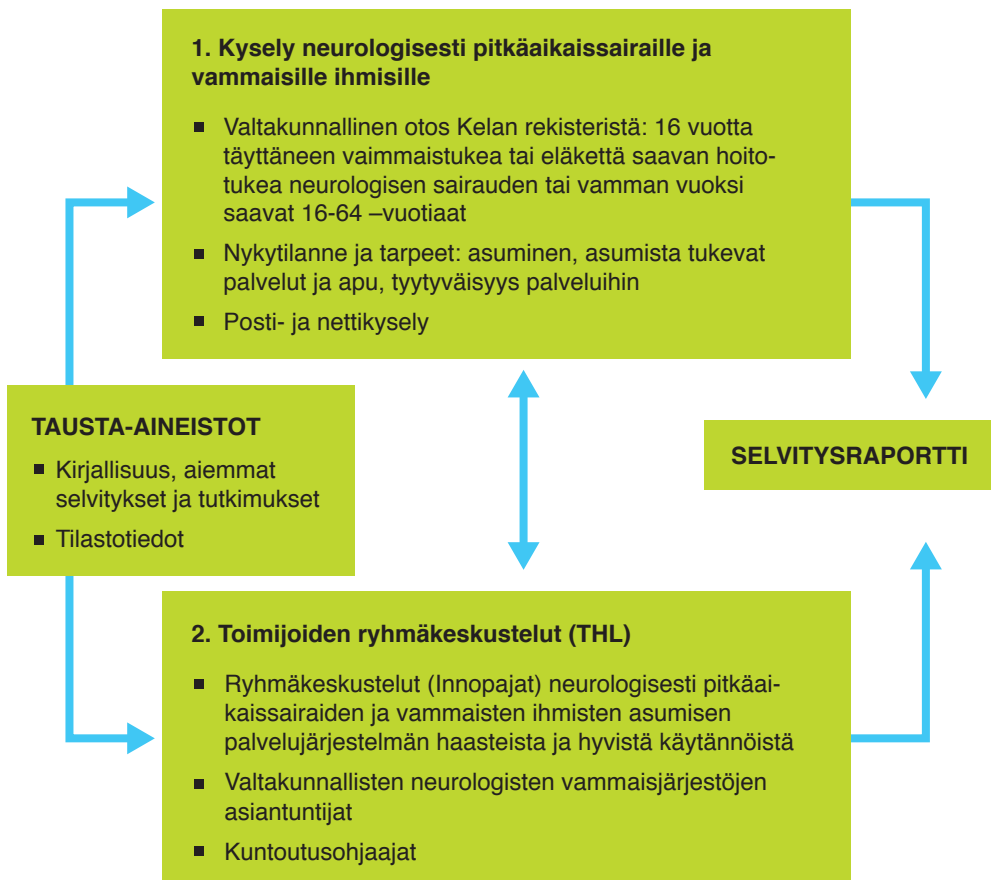 1. Kysely neurologisesti pitkäaikaissairaille ja
vammaisille ihmisille
▪ Valtakunnallinen otos Kelan rekisteristä: 16 vuotta
täyttäneen vaimmaistukea tai eläkettä saavan hoito-
tukea neurologisen sairauden tai vamman vuoksi
saavat 16-64 –vuotiaat
▪ Nykytilanne ja tarpeet: asuminen, asumista tukevat
palvelut ja apu, tyytyväisyys palveluihin
▪ Posti- ja nettikysely
TAUSTA-AINEISTOT
▪ Kirjallisuus, aiemmat
selvitykset ja tutkimukset
▪ Tilastotiedot
SELVITYSRAPORTTI
2. Toimijoiden ryhmäkeskustelut (THL)
▪ Ryhmäkeskustelut (Innopajat) neurologisesti pitkäai-
kaissairaiden ja vammaisten ihmisten asumisen
palvelujärjestelmän haasteista ja hyvistä käytännöistä
▪ Valtakunnallisten neurologisten vammaisjärjestöjen
asiantuntijat
▪ Kuntoutusohjaajat